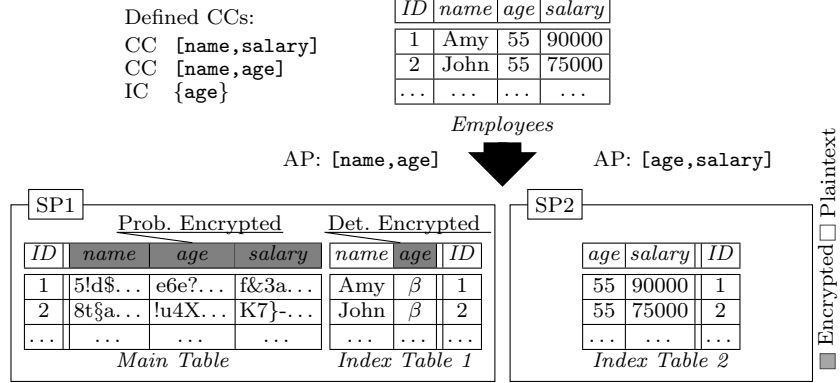 Defined CCs:
CC [name,salary]
CC [name,age]
IC {age}
ID name age salary
1 Amy 55 90000
2 John 55 75000
... ... ... ...
Employees
AP: [name,age]
AP: [age,salary]
SP1
Prob. Encrypted
Det. Encrypted
ID name age salary
1 5!d$... e6e?... f&3a...
2 8t§a... !u4X... K7}-...
... ... ... ...
Main Table
name age ID
Amy β 1
John β 2
... ... ...
Index Table 1
SP2
age salary ID
55 90000 1
55 75000 2
... ... ...
Index Table 2
Encrypted Plaintext